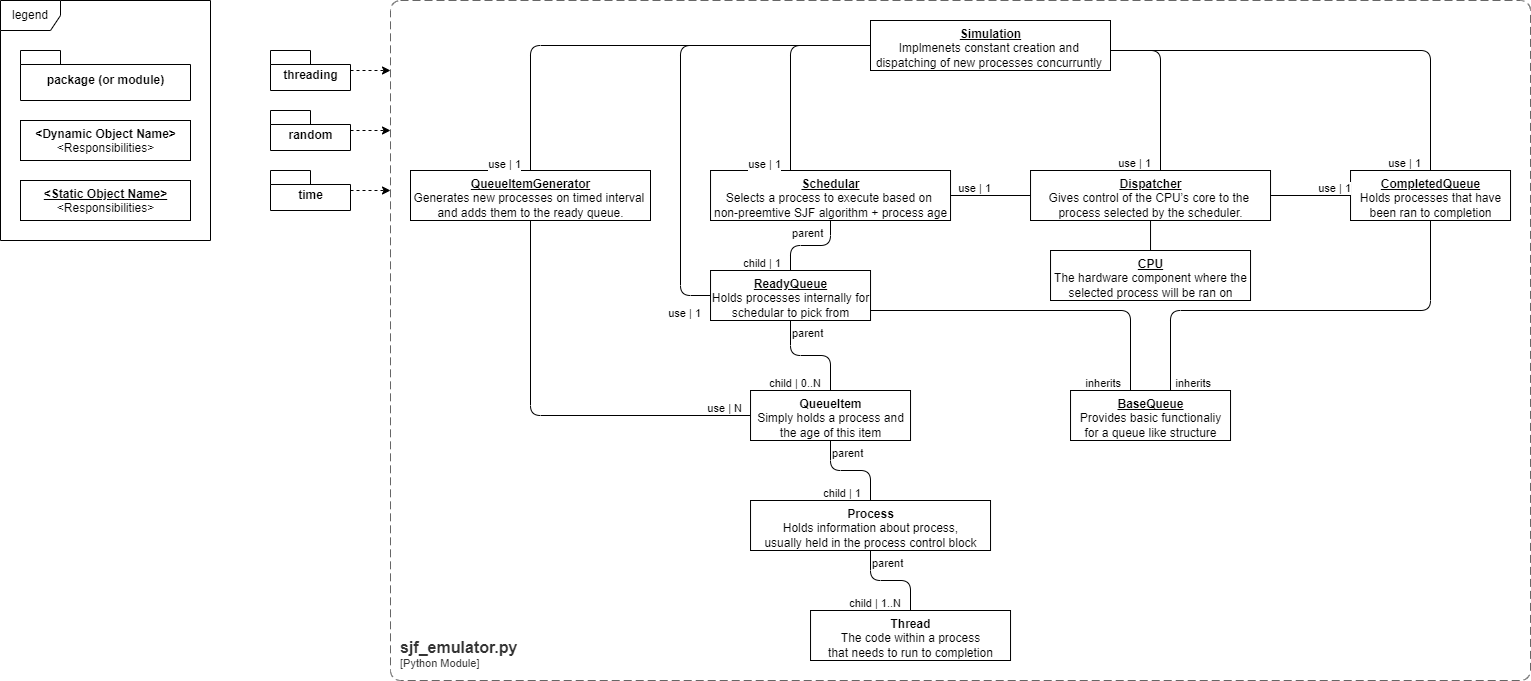 legend
package (or module)
<Dynamic Object Name>
<Responsibilities>
<Static Object Name>
<Responsibilities>
threading
random
time
Simulation
Implmenets constant creation and
dispatching of new processes concurruntly
use | 1
use | 1
use | 1
use | 1
QueueItemGenerator
Generates new processes on timed interval
and adds them to the ready queue.
Schedular
Selects a process to execute based on
non-preemtive SJF algorithm + process age
use | 1
Dispatcher
Gives control of the CPU's core to the
process selected by the scheduler.
use | 1
CompletedQueue
Holds processes that have
been ran to completion
parent
child | 1
CPU
The hardware component where the
selected process will be ran on
ReadyQueue
Holds processes internally for
schedular to pick from
use | 1
parent
child | 0..N
inherits
inherits
use | N
QueueItem
Simply holds a process and
the age of this item
BaseQueue
Provides basic functionaliy
for a queue like structure
parent
child | 1
Process
Holds information about process,
usually held in the process control block
parent
child | 1..N
Thread
The code within a process
that needs to run to completion
sjf_emulator.py
[Python Module]